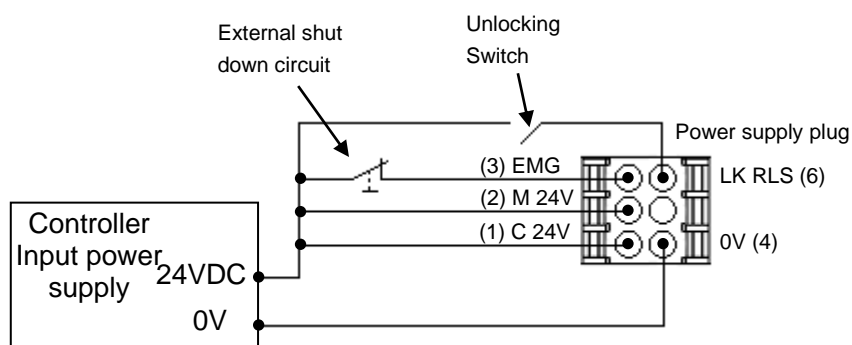 External shut
down circuit
Unlocking
Switch
Power supply plug
(3) EMG
LK RLS (6)
(2) M 24V
(1) C 24V
0V (4)
Controller
Input power
supply
24VDC
0V